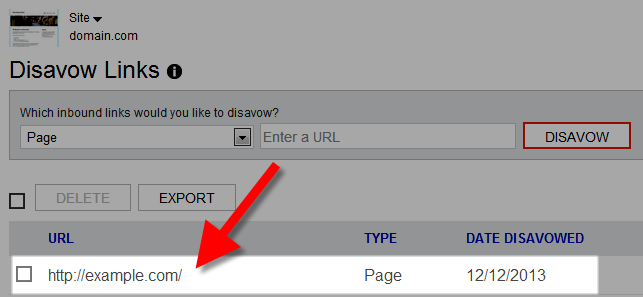 Site
domain.com
Disavow Links
Which inbound links would you like to disavow?
Page Enter a URL DISAVOW
DELETE EXPORT
URL TYPE DATE DISAVOWED
http://example.com/ Page 12/12/2013